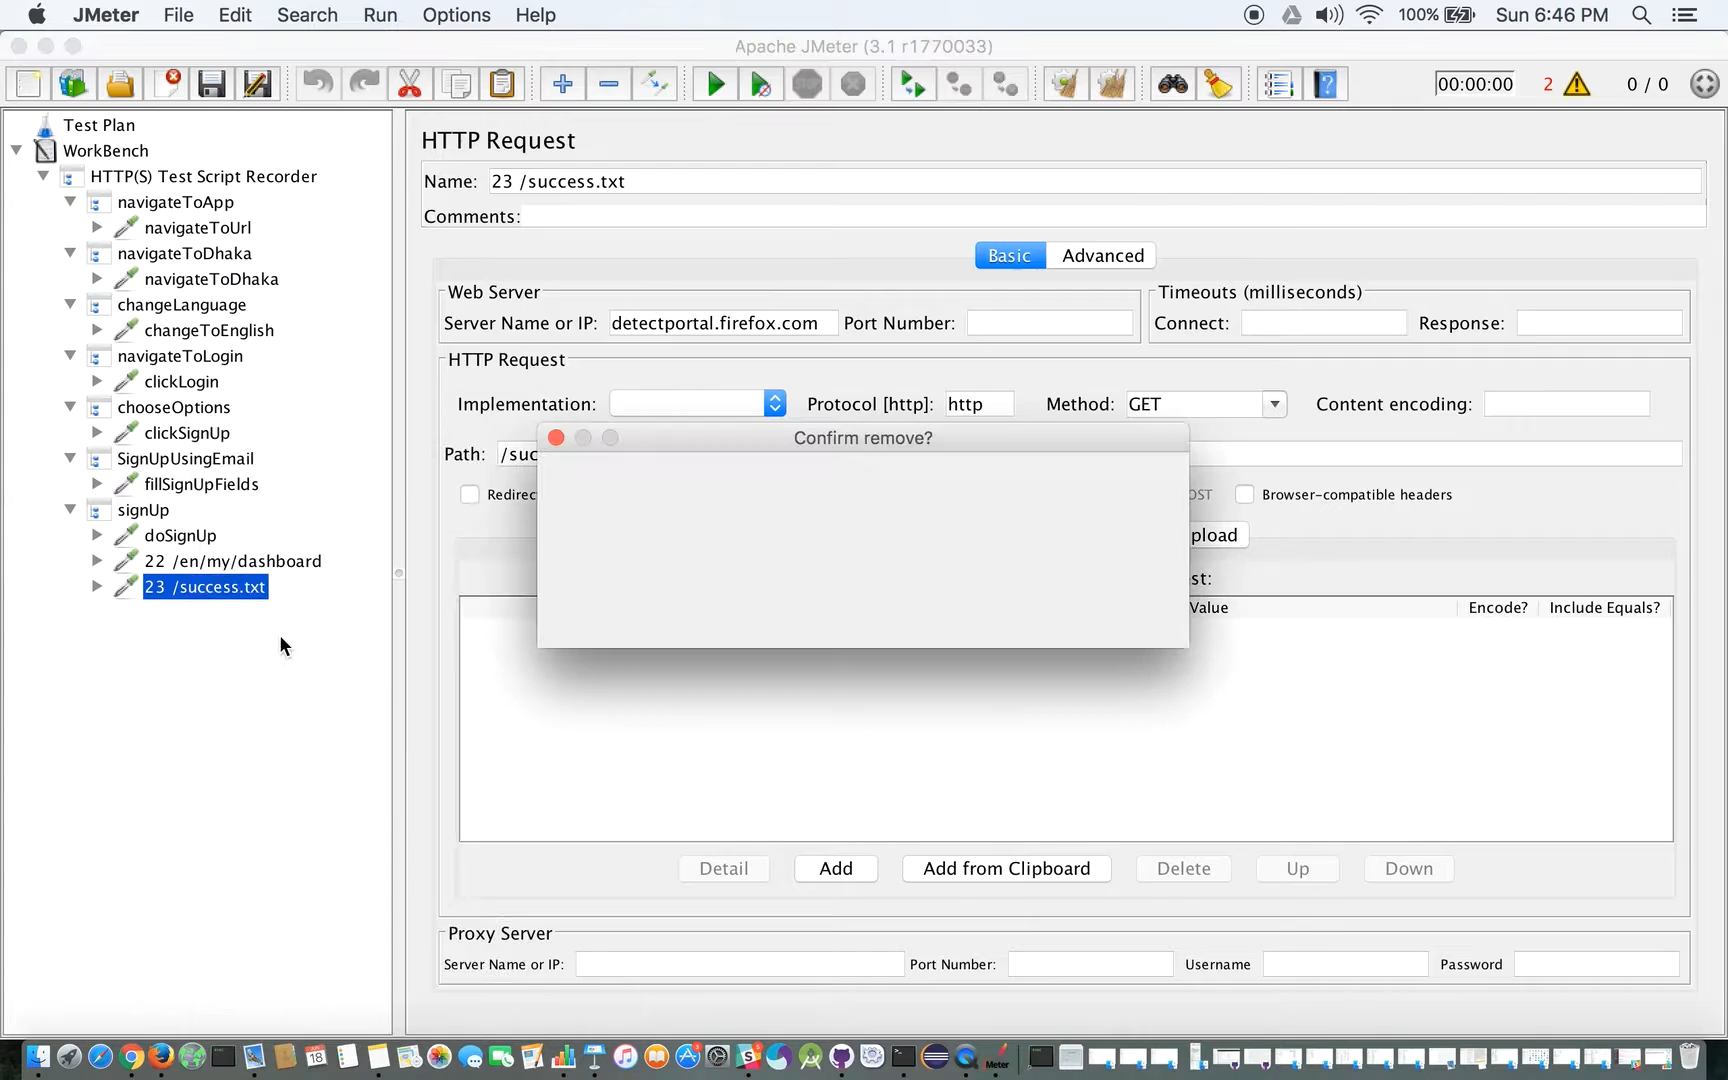 JMeter File Edit Search Run Options Help 100% Sun 6:46 PM
Apache JMeter (3.1 r1770033)
00:00:00 2 0 / 0
Test Plan
WorkBench
HTTP(S) Test Script Recorder
navigateToApp
navigateToUrl
navigateToDhaka
navigateToDhaka
changeLanguage
changeToEnglish
navigateToLogin
clickLogin
chooseOptions
clickSignUp
SignUpUsingEmail
fillSignUpFields
signUp
doSignUp
22 /en/my/dashboard
23 /success.txt
HTTP Request
Name: 23 /success.txt
Comments:
Basic Advanced
Web Server
Server Name or IP: detectportal.firefox.com Port Number:
Timeouts (milliseconds)
Connect: Response:
HTTP Request
Implementation: Protocol [http]: http Method: GET Content encoding:
Confirm remove?
Path: /suc
Redirec OST Browser-compatible headers
pload
st:
Value Encode? Include Equals?
Detail Add Add from Clipboard Delete Up Down
Proxy Server
Server Name or IP: Port Number: Username Password